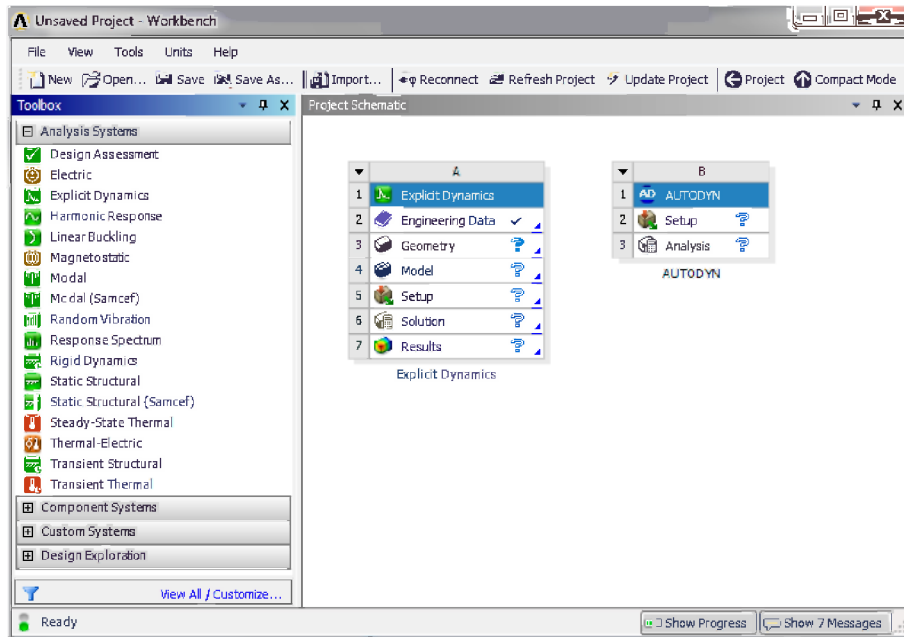 Unsaved Project - Workbench
File View Tools Units Help
New Open... Save Save As... Import... Reconnect Refresh Project Update Project Project Compact Mode
Toolbox
Project Schematic
Analysis Systems
Design Assessment
Electric
Explicit Dynamics
Harmonic Response
Linear Buckling
Magnetostatic
Modal
Modal (Samcef)
Random Vibration
Response Spectrum
Rigid Dynamics
Static Structural
Static Structural (Samcef)
Steady-State Thermal
Thermal-Electric
Transient Structural
Transient Thermal
Component Systems
Custom Systems
Design Exploration
View All / Customize...
A
1 Explicit Dynamics
2 Engineering Data
3 Geometry
4 Model
5 Setup
6 Solution
7 Results
Explicit Dynamics
B
1 AD AUTODYN
2 Setup
3 Analysis
AUTODYN
Ready
Show Progress
Show 7 Messages